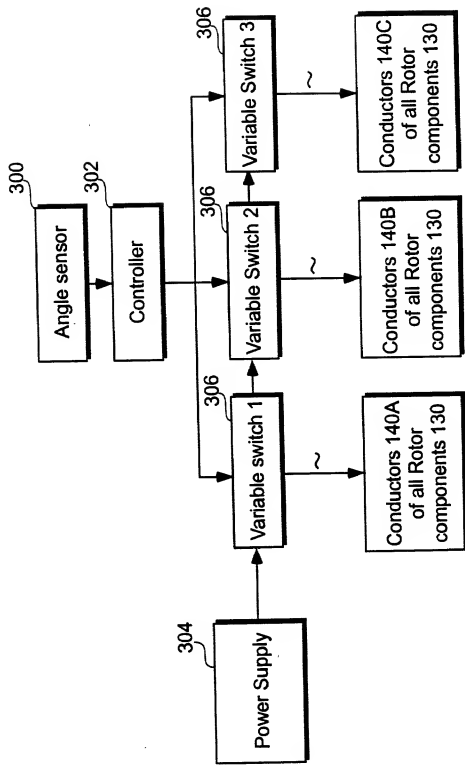 300
Angle sensor
302
Controller
304
Power Supply
306
Variable switch 1
306
Variable Switch 2
306
Variable Switch 3
~
~
~
Conductors 140A
of all Rotor
components 130
Conductors 140B
of all Rotor
components 130
Conductors 140C
of all Rotor
components 130